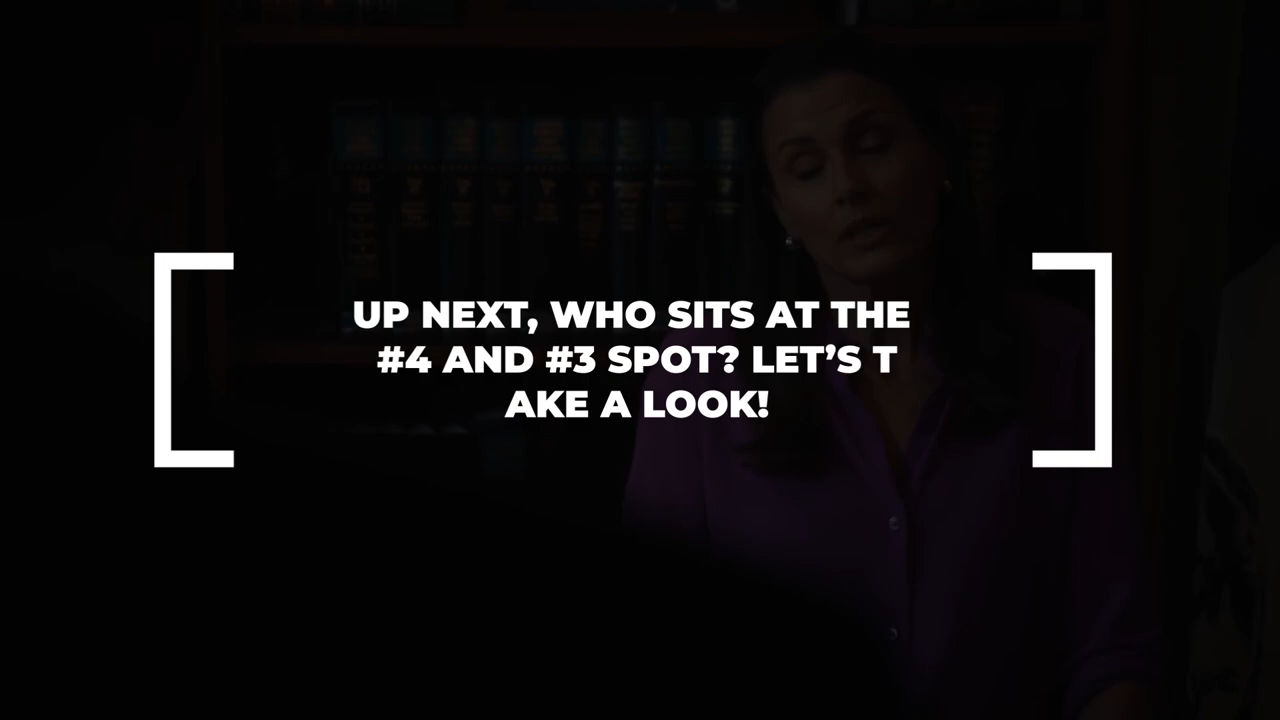 UP NEXT, WHO SITS AT THE
#4 AND #3 SPOT? LET’S T
AKE A LOOK!